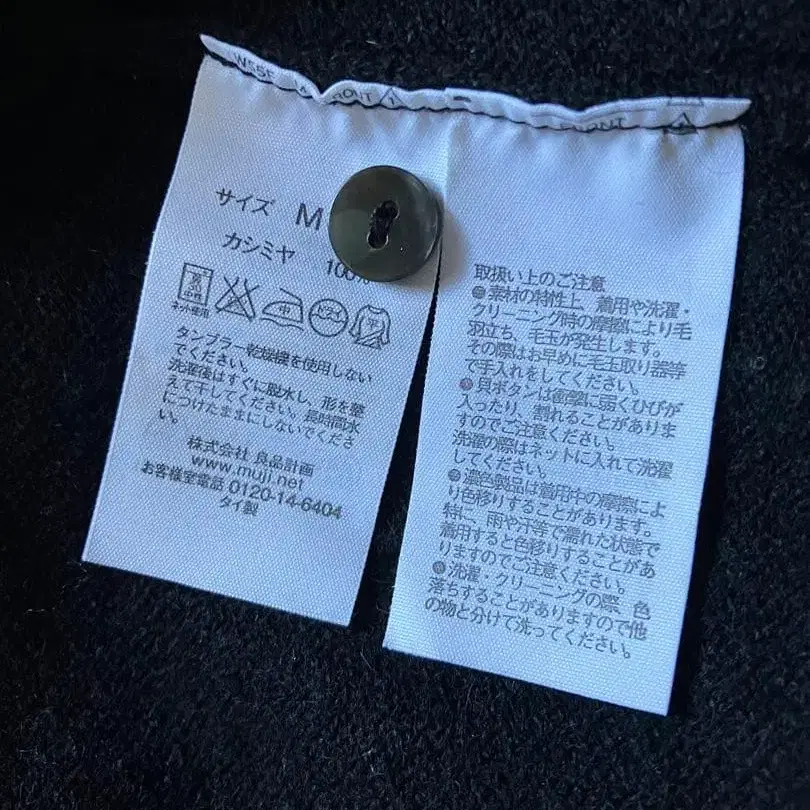 サイズ M
カシミヤ 100%
中性
ネット使用
中
ドライ
平
タンブラー乾燥機を使用しない
でください。
洗濯後はすぐに脱水し、形を整
えて干してください。長時間水
につけたままにしないでくださ
い。
株式会社 良品計画
www.muji.net
お客様室電話 0120-14-6404
タイ製
取扱い上のご注意
素材の特性上、着用や洗濯・
クリーニング時の摩擦により毛
羽立ち、毛玉が発生します。
その際はお早めに毛玉取り器等
で手入れをしてください。
貝ボタンは衝撃に弱くひびが
入ったり、割れることがありま
すのでご注意ください。
洗濯の際はネットに入れて洗濯
してください。
濃色製品は着用中の摩擦によ
り色移りすることがあります。
特に、雨や汗等で濡れた状態で
着用すると色移りすることがあ
りますのでご注意ください。
洗濯・クリーニングの際、色
落ちすることがありますので他
の物と分けて洗ってください。